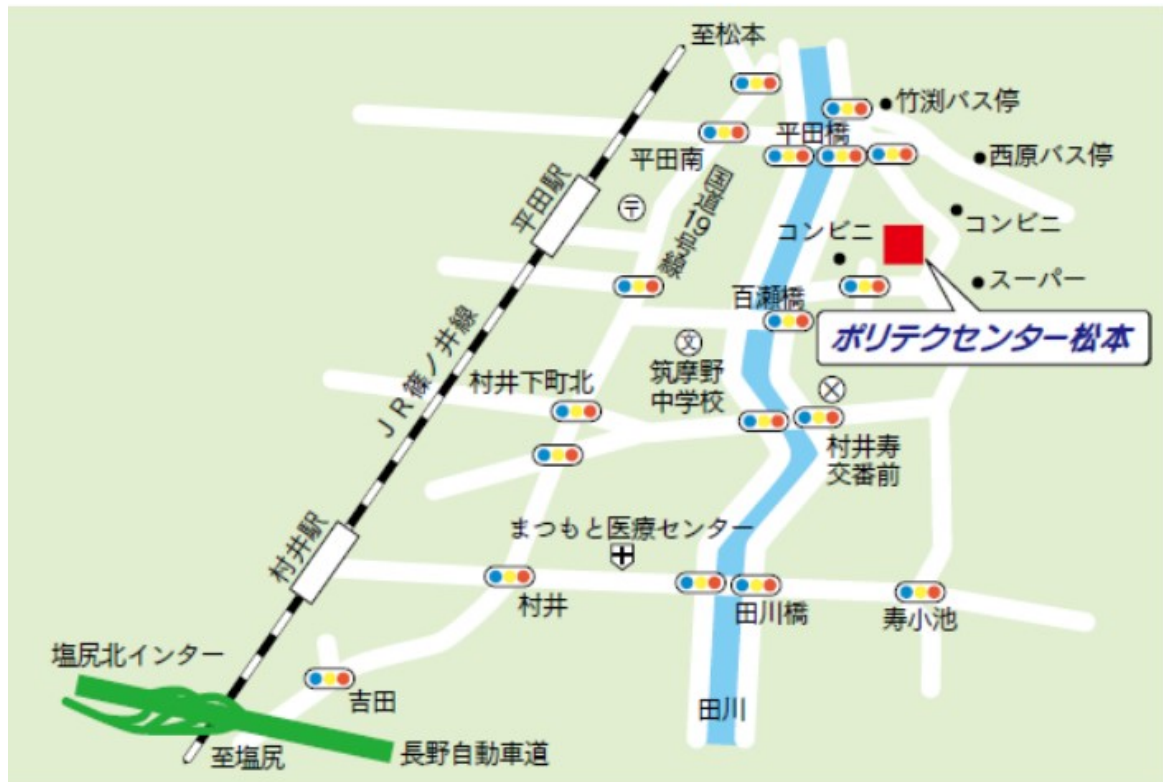 至松本
竹渕バス停
平田橋
平田南
西原バス停
平田駅
〒
国道19号線
コンビニ
コンビニ
スーパー
百瀬橋
ポリテクセンター松本
JR篠ノ井線
文
筑摩野
中学校
村井下町北
村井寿
交番前
まつもと医療センター
村井駅
村井
田川橋
寿小池
塩尻北インター
吉田
田川
至塩尻
長野自動車道